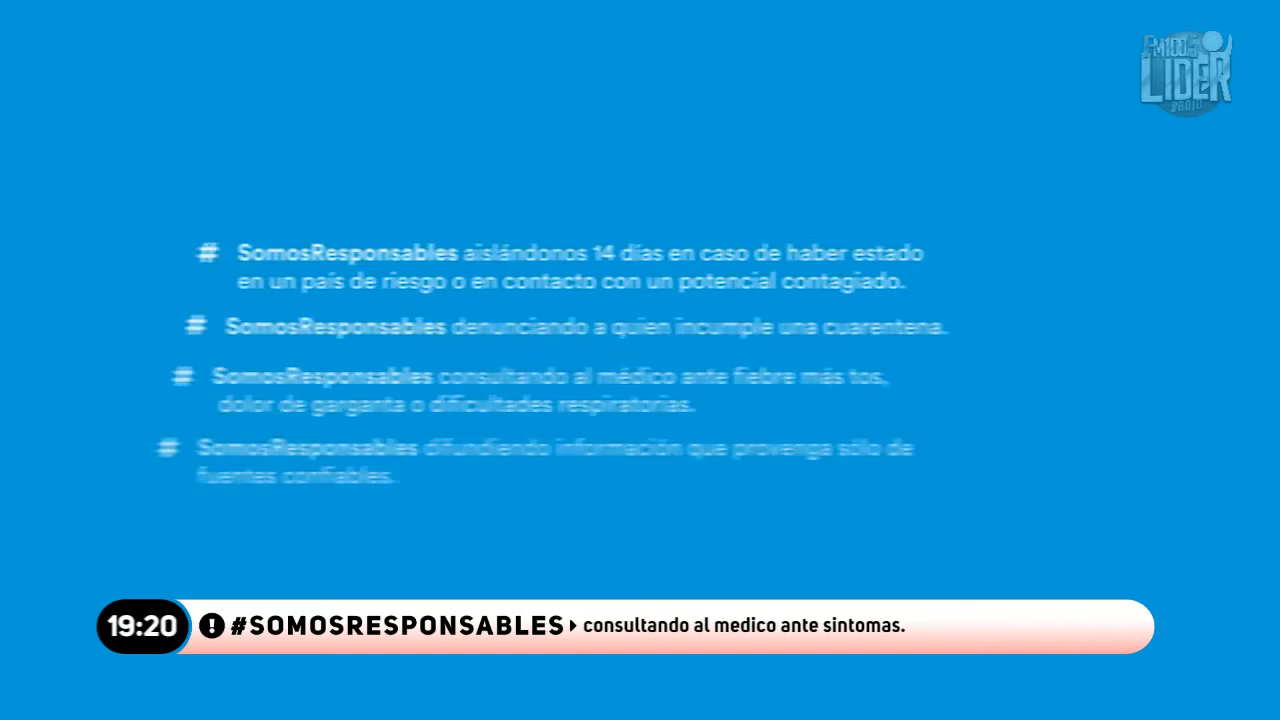 FM100.5
LIDER
RADIO
# SomosResponsables aislándonos 14 días en caso de haber estado
en un país de riesgo o en contacto con un potencial contagiado.
# SomosResponsables denunciando a quien incumple una cuarentena.
# SomosResponsables consultando al médico ante fiebre más tos,
dolor de garganta o dificultades respiratorias.
# SomosResponsables difundiendo información que provenga sólo de
fuentes confiables.
19:20 #SOMOSRESPONSABLES consultando al medico ante sintomas.